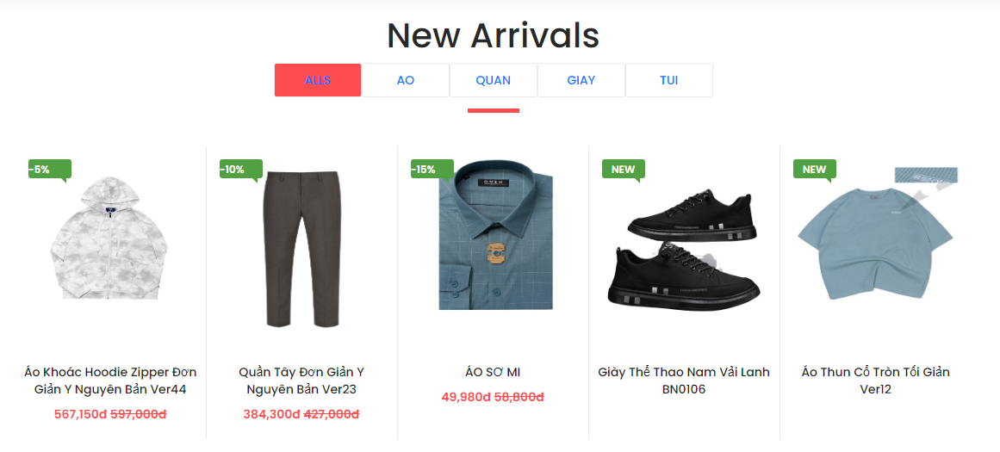 New Arrivals
ALLS AO QUAN GIAY TUI
-5% -10% -15% NEW NEW
OWEN
Áo Khoác Hoodie Zipper Đơn Giản Y Nguyên Bản Ver44
567,150đ 597,000đ
Quần Tây Đơn Giản Y Nguyên Bản Ver23
384,300đ 427,000đ
ÁO SƠ MI
49,980đ 58,800đ
Giày Thể Thao Nam Vải Lanh BN0106
Áo Thun Cổ Tròn Tối Giản Ver12